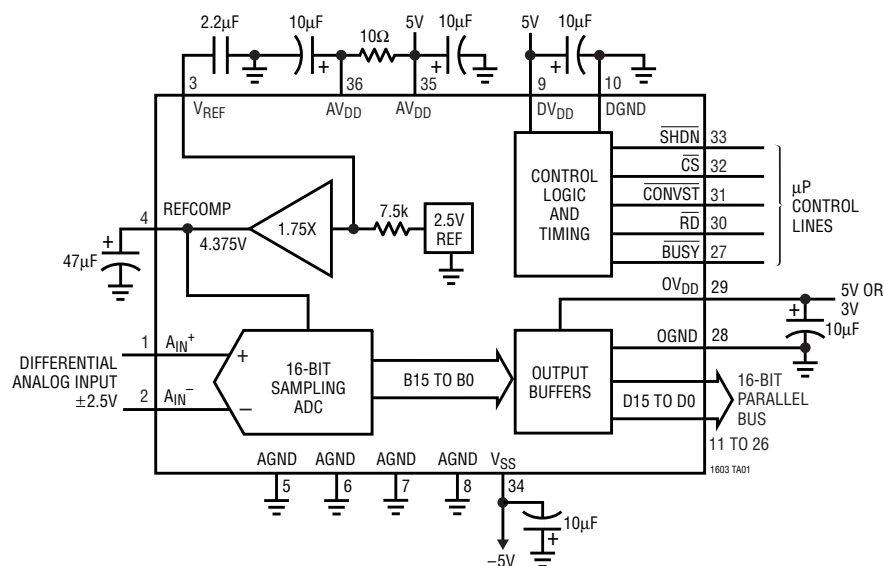 2.2µF
10µF
10Ω
5V
10µF
5V
10µF
3
36
35
9
10
VREF
AVDD
AVDD
DVDD
DGND
SHDN
33
CS
32
CONVST
31
RD
30
BUSY
27
µP
CONTROL
LINES
CONTROL
LOGIC
AND
TIMING
4
REFCOMP
4.375V
1.75X
7.5k
2.5V
REF
47µF
+
OVDD
29
5V OR
3V
10µF
OGND
28
1
AIN+
2
AIN−
DIFFERENTIAL
ANALOG INPUT
±2.5V
+
−
16-BIT
SAMPLING
ADC
B15 TO B0
OUTPUT
BUFFERS
D15 TO D0
16-BIT
PARALLEL
BUS
11 TO 26
AGND
AGND
AGND
AGND
VSS
5
6
7
8
34
10µF
+
−5V
1603 TA01